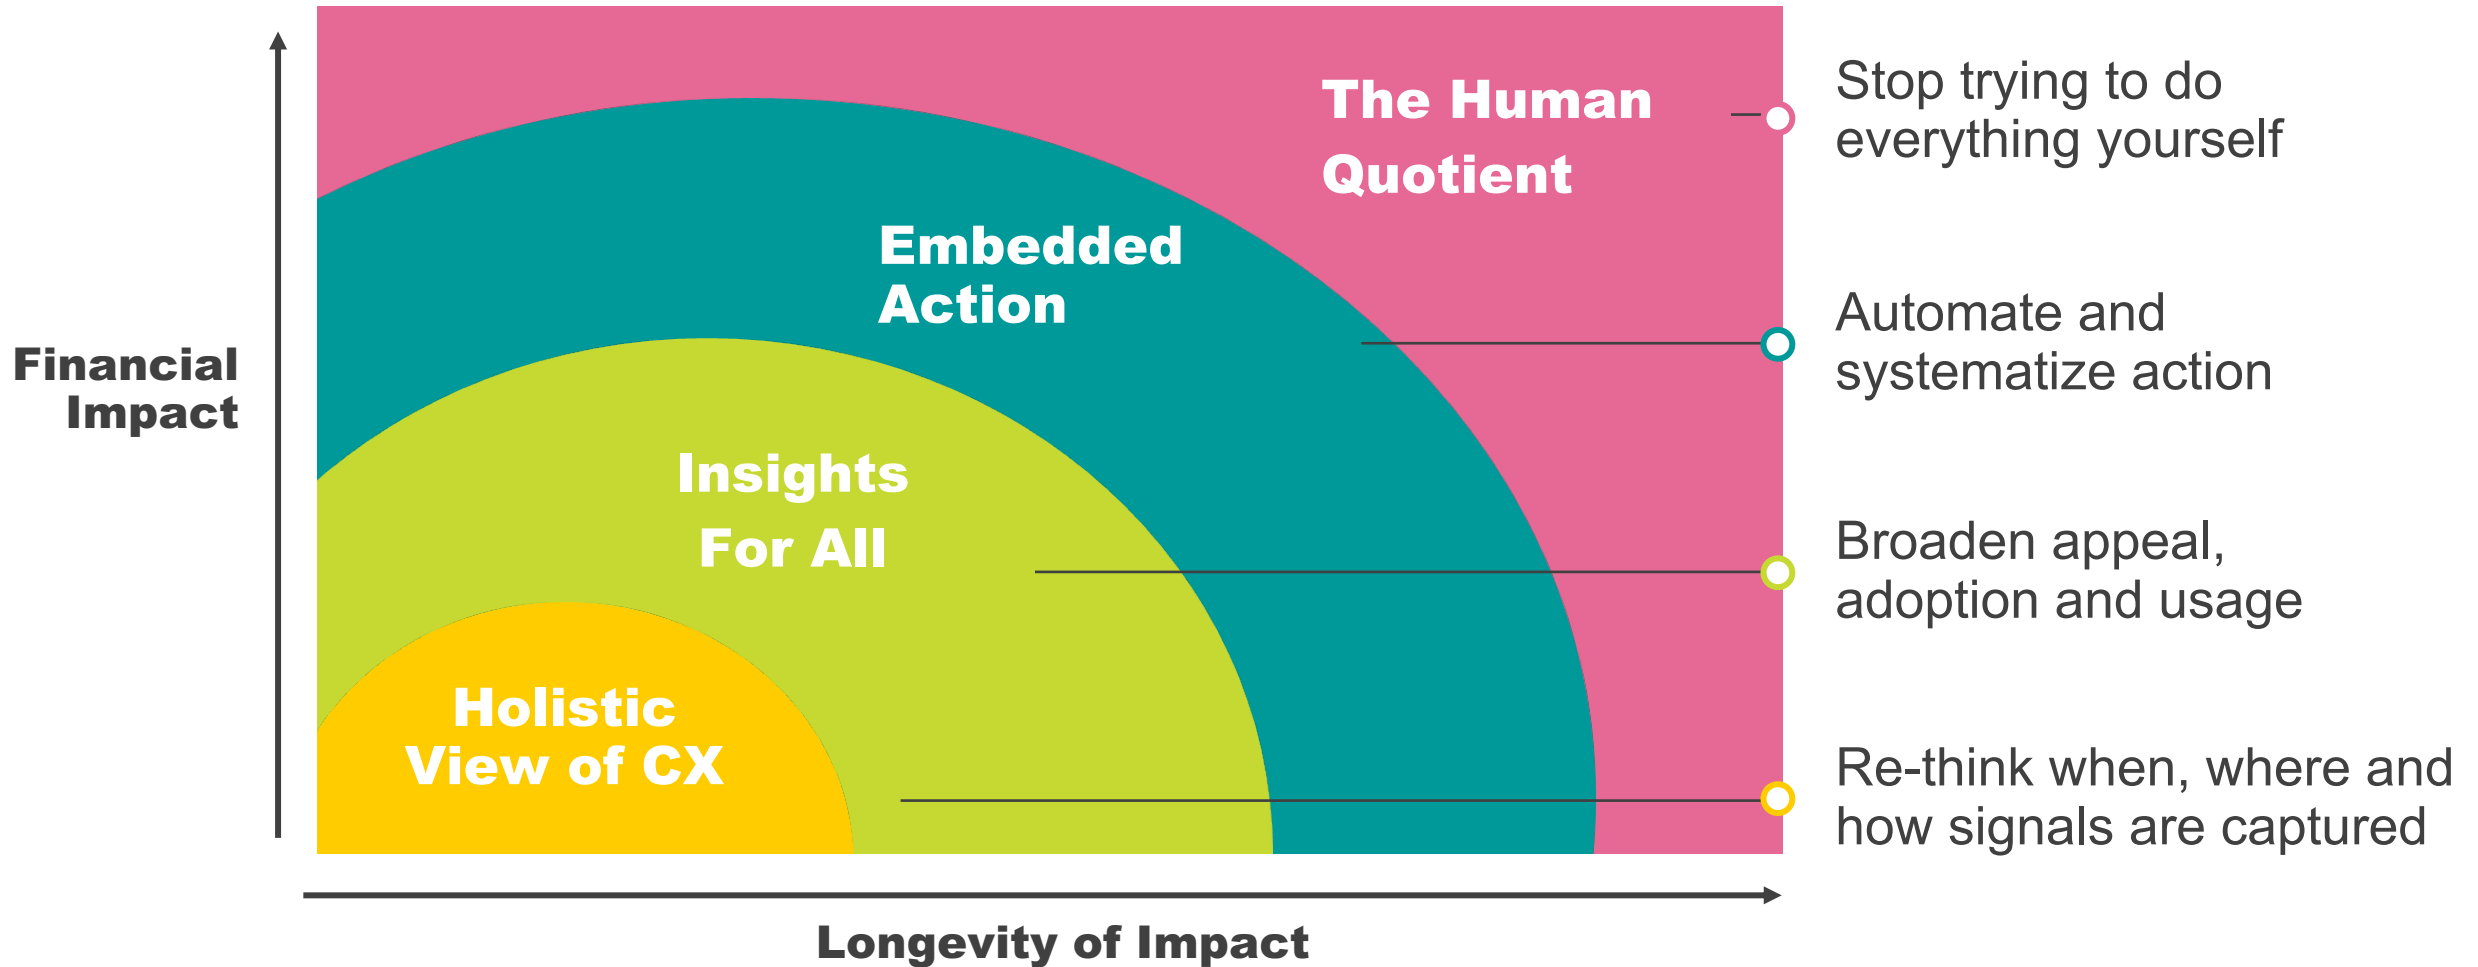 The Human
Quotient
Stop trying to do
everything yourself
Embedded
Action
Automate and
systematize action
Financial
Impact
Insights
For All
Broaden appeal,
adoption and usage
Holistic
View of CX
Re-think when, where and
how signals are captured
Longevity of Impact